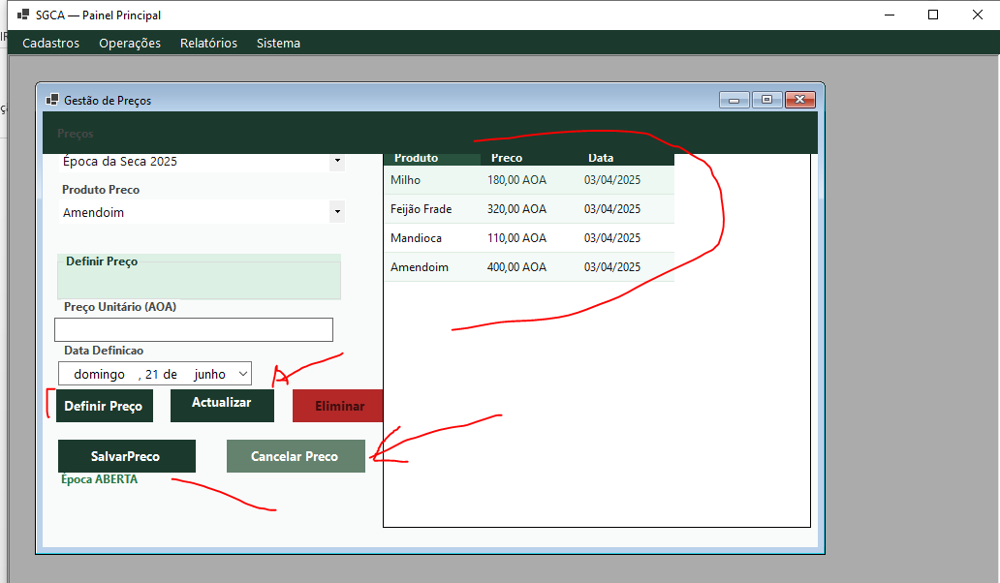 SGCA — Painel Principal
Cadastros Operações Relatórios Sistema
Gestão de Preços
Preços
Época da Seca 2025
Produto Preco
Amendoim
Definir Preço
Preço Unitário (AOA)
Data Definicao
domingo , 21 de junho
Definir Preço Actualizar Eliminar
SalvarPreco Cancelar Preco
Época ABERTA
Produto Preco Data
Milho 180,00 AOA 03/04/2025
Feijão Frade 320,00 AOA 03/04/2025
Mandioca 110,00 AOA 03/04/2025
Amendoim 400,00 AOA 03/04/2025